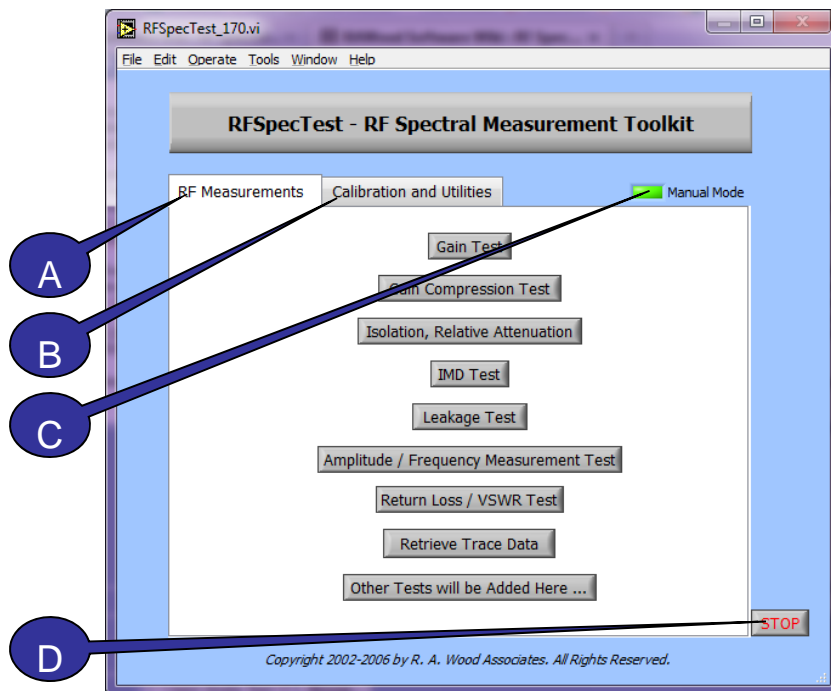 RFSpecTest_170.vi
File Edit Operate Tools Window Help
RFSpecTest - RF Spectral Measurement Toolkit
RF Measurements
Calibration and Utilities
Manual Mode
A
Gain Test
Gain Compression Test
B
Isolation, Relative Attenuation
IMD Test
C
Leakage Test
Amplitude / Frequency Measurement Test
Return Loss / VSWR Test
Retrieve Trace Data
Other Tests will be Added Here ...
STOP
D
Copyright 2002-2006 by R. A. Wood Associates. All Rights Reserved.